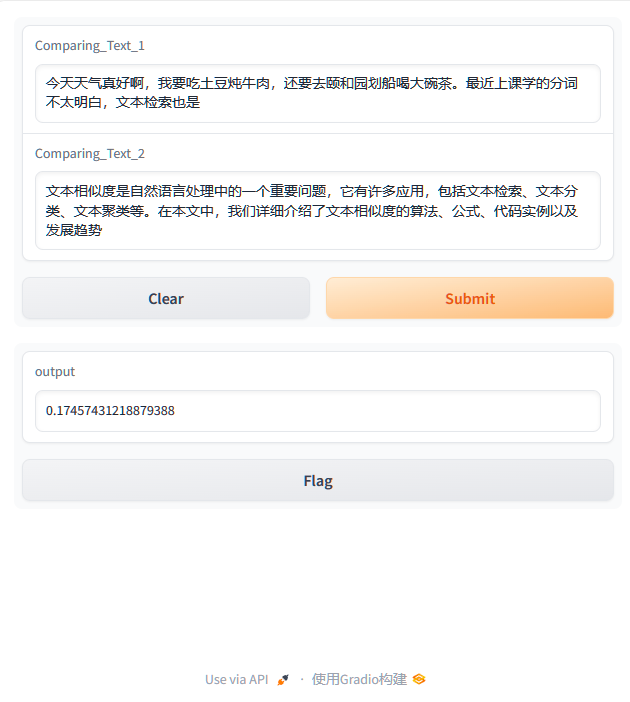 Comparing_Text_1
今天天气真好啊，我要吃土豆炖牛肉，还要去颐和园划船喝大碗茶。最近上课学的分词
不太明白，文本检索也是
Comparing_Text_2
文本相似度是自然语言处理中的一个重要问题，它有许多应用，包括文本检索、文本分
类、文本聚类等。在本文中，我们详细介绍了文本相似度的算法、公式、代码实例以及
发展趋势
Clear
Submit
output
0.17457431218879388
Flag
Use via API · 使用Gradio构建